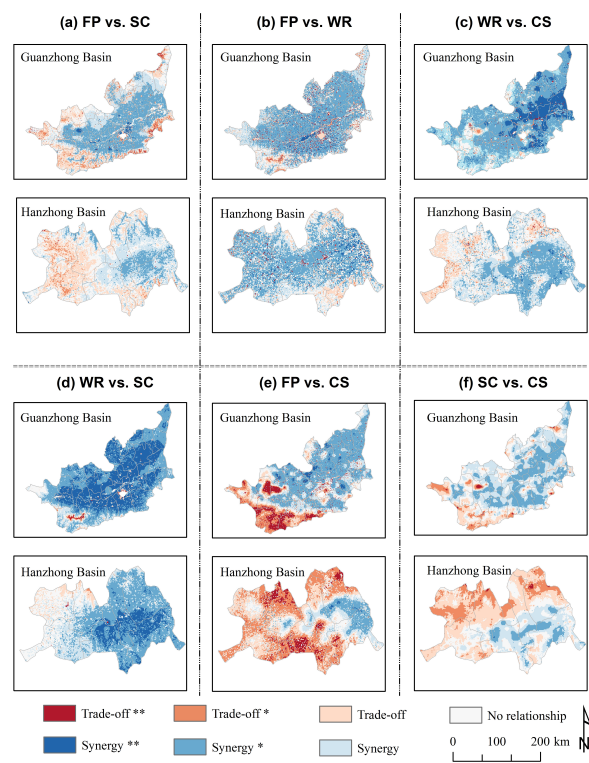 (a) FP vs. SC
(b) FP vs. WR
(c) WR vs. CS
Guanzhong Basin
Guanzhong Basin
Guanzhong Basin
Hanzhong Basin
Hanzhong Basin
Hanzhong Basin
(d) WR vs. SC
(e) FP vs. CS
(f) SC vs. CS
Guanzhong Basin
Guanzhong Basin
Guanzhong Basin
Hanzhong Basin
Hanzhong Basin
Hanzhong Basin
Trade-off **
Trade-off *
Trade-off
No relationship
Synergy **
Synergy *
Synergy
0 100 200 km
N